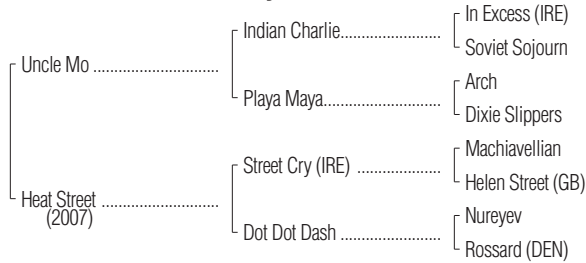 In Excess (IRE)
Indian Charlie....................
Soviet Sojourn
Uncle Mo .........................
Arch
Playa Maya.......................
Dixie Slippers
Machiavellian
Street Cry (IRE) ................
Helen Street (GB)
Heat Street .......................
(2007)
Nureyev
Dot Dot Dash ...................
Rossard (DEN)